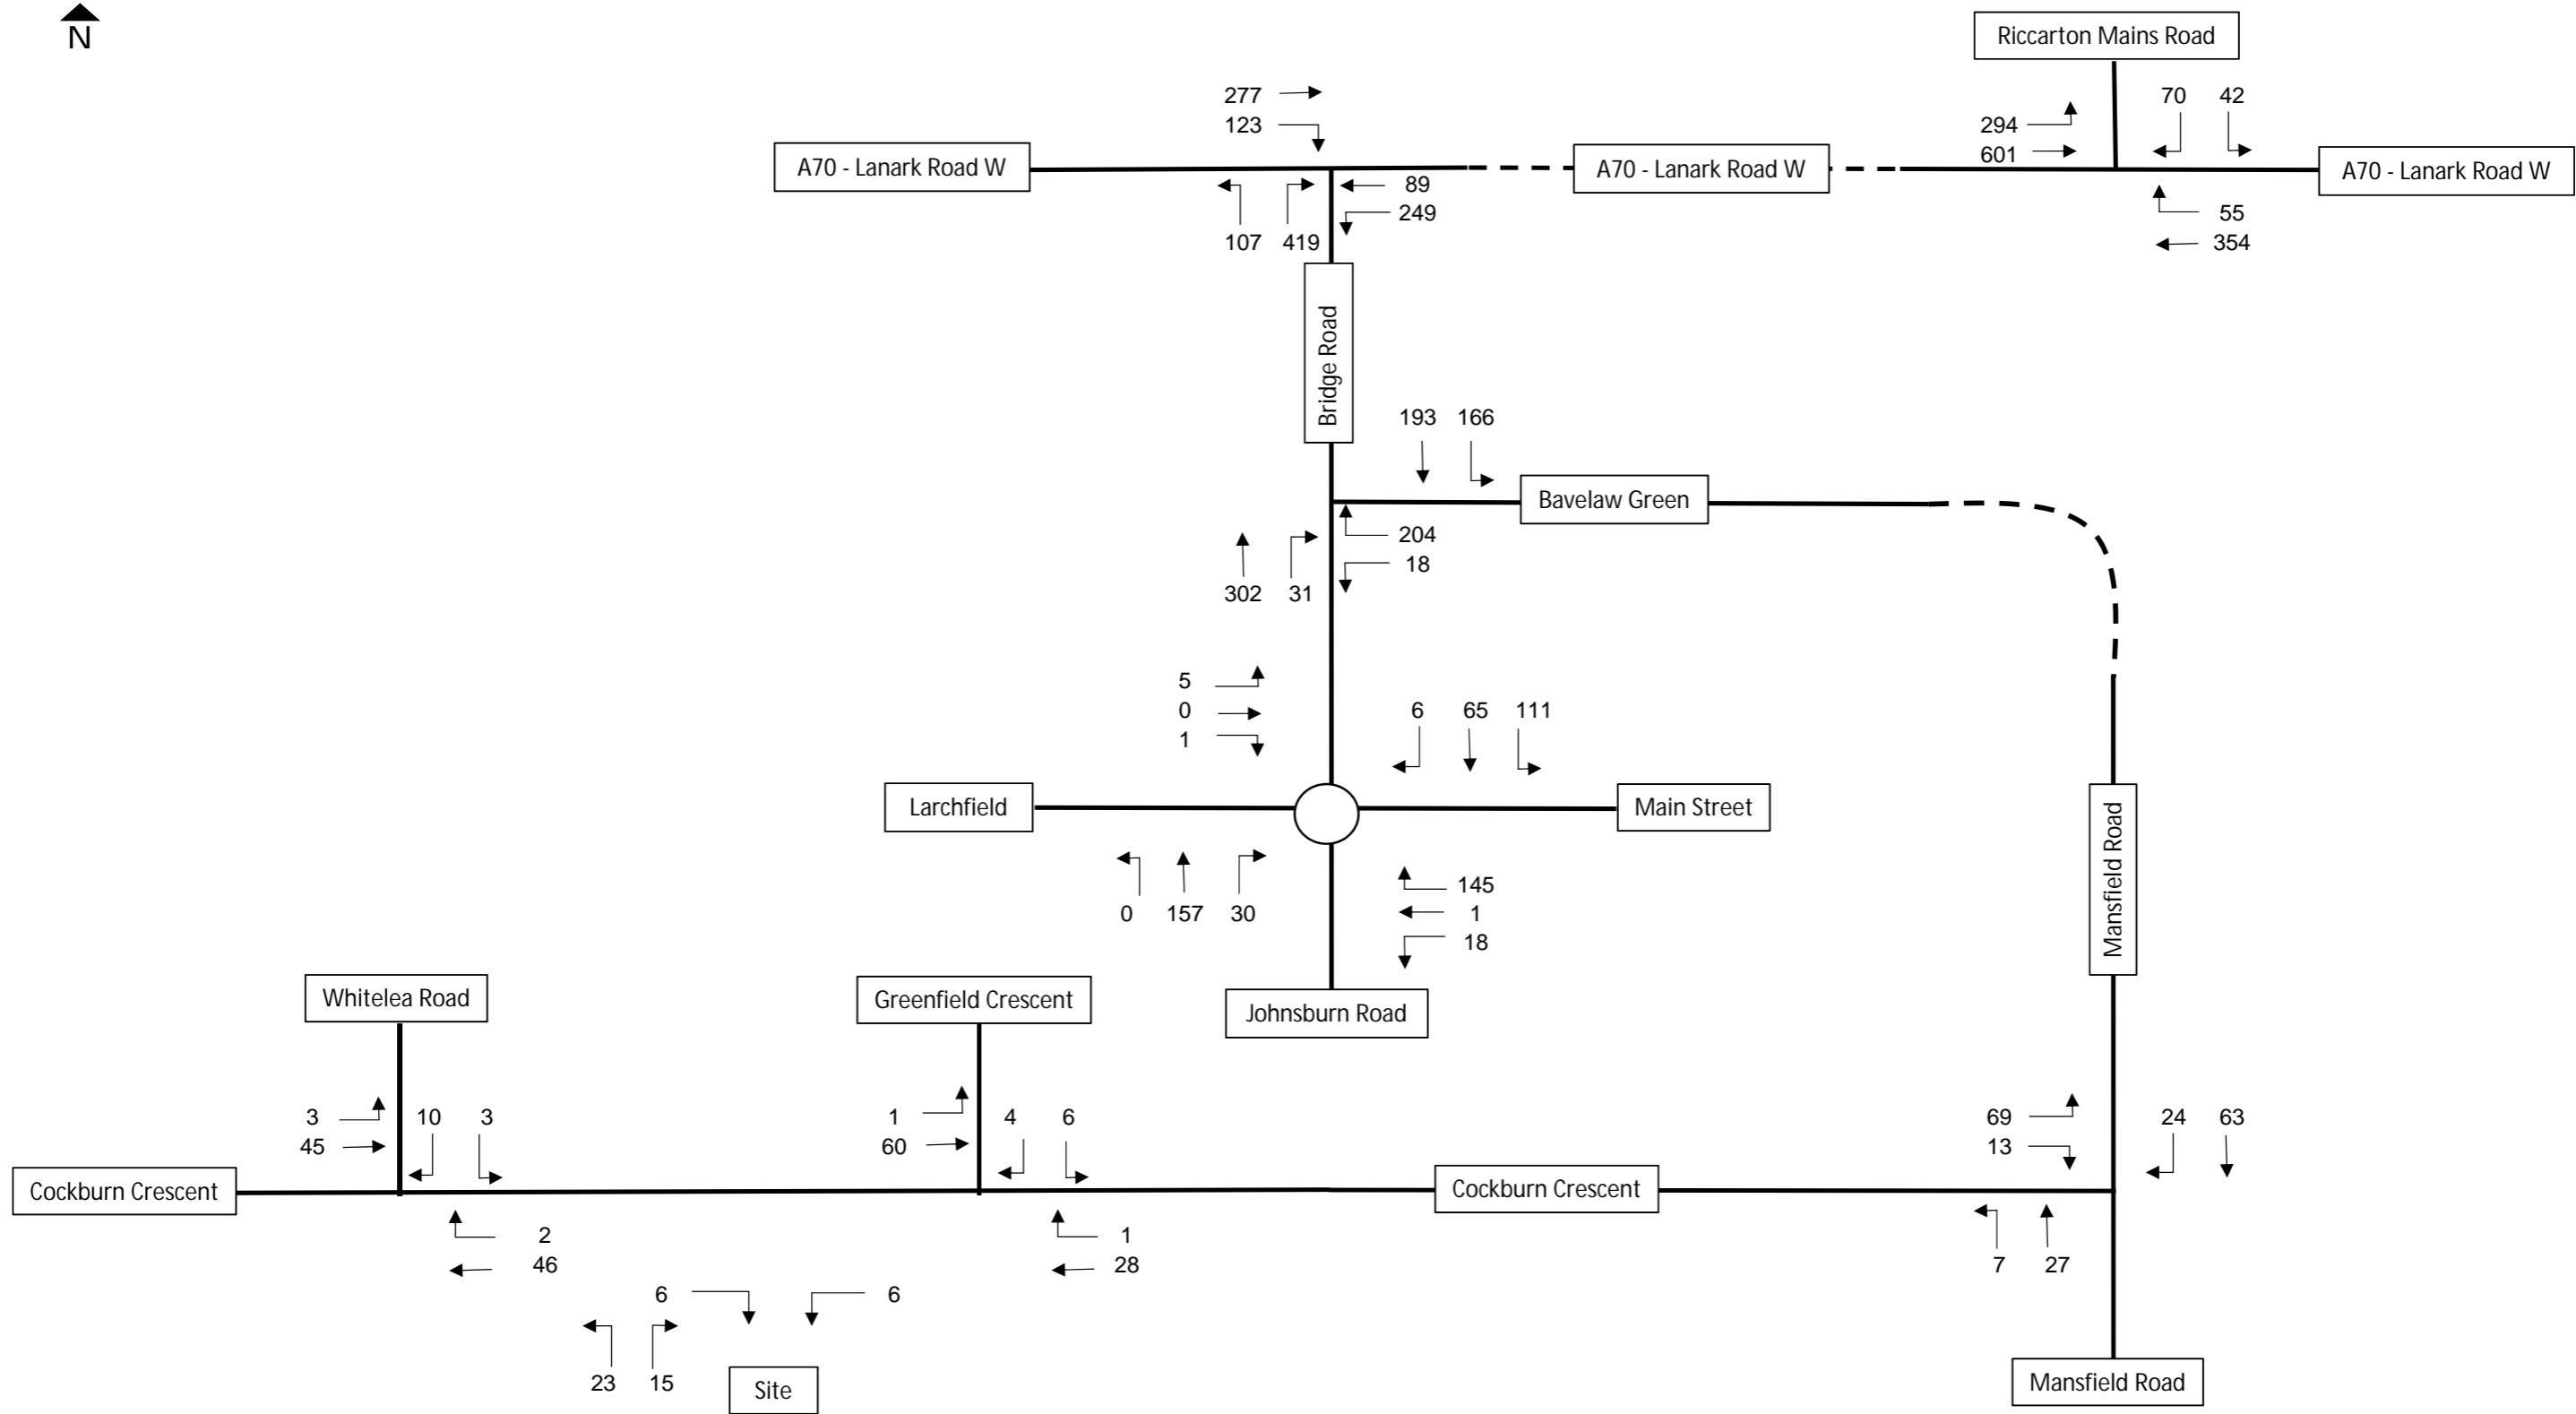 N
Riccarton Mains Road
277
123
70 42
294
601
A70 - Lanark Road W
A70 - Lanark Road W
A70 - Lanark Road W
89
249
107 419
55
354
Bridge Road
193 166
Bavelaw Green
204
18
302 31
5
0
1
6 65 111
Larchfield
Main Street
Mansfield Road
145
1
18
0 157 30
Whitelea Road
Greenfield Crescent
Johnsburn Road
3
45
10 3
1
60
4 6
69
13
24 63
Cockburn Crescent
Cockburn Crescent
2
46
1
28
7 27
6
6
23 15
Site
Mansfield Road